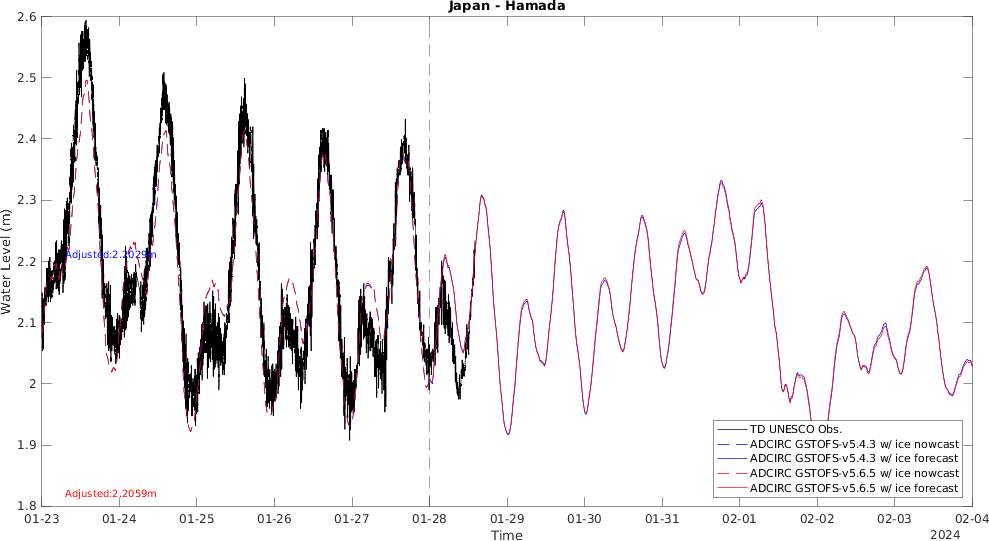 Japan - Hamada
2.6
2.5
2.4
2.3
2.2
2.1
2
1.9
1.8
Water Level (m)
Adjusted:2.2029m
Adjusted:2.2059m
TD UNESCO Obs.
ADCIRC GSTOFS-v5.4.3 w/ ice nowcast
ADCIRC GSTOFS-v5.4.3 w/ ice forecast
ADCIRC GSTOFS-v5.6.5 w/ ice nowcast
ADCIRC GSTOFS-v5.6.5 w/ ice forecast
01-23 01-24 01-25 01-26 01-27 01-28 01-29 01-30 01-31 02-01 02-02 02-03 02-04
Time
2024